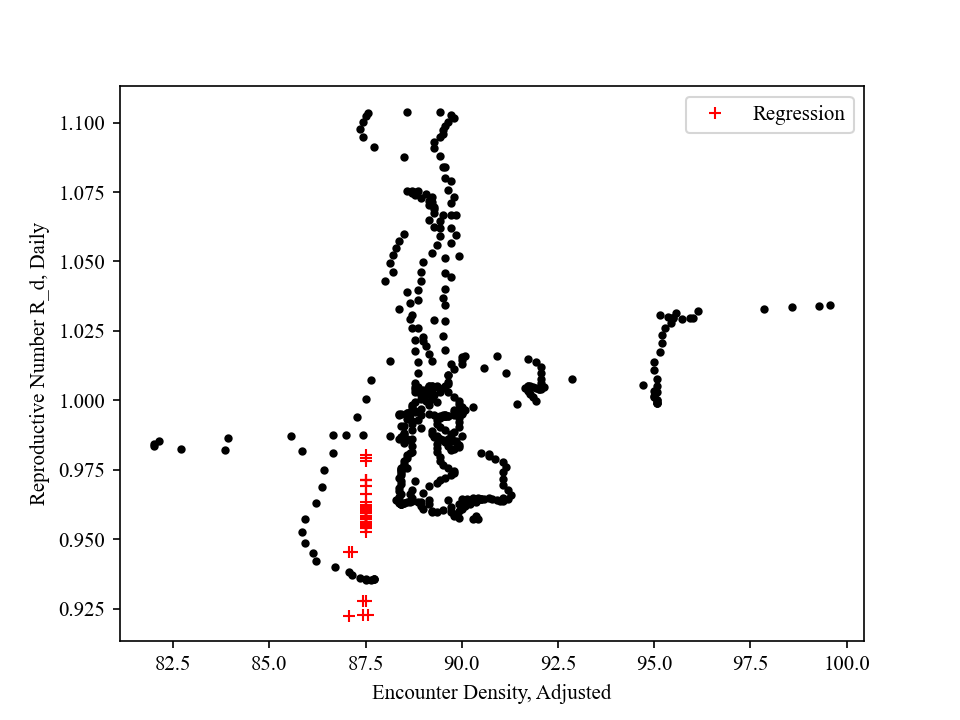 Regression
1.100
1.075
1.050
1.025
1.000
0.975
0.950
0.925
Reproductive Number R_d, Daily
82.5 85.0 87.5 90.0 92.5 95.0 97.5 100.0
Encounter Density, Adjusted